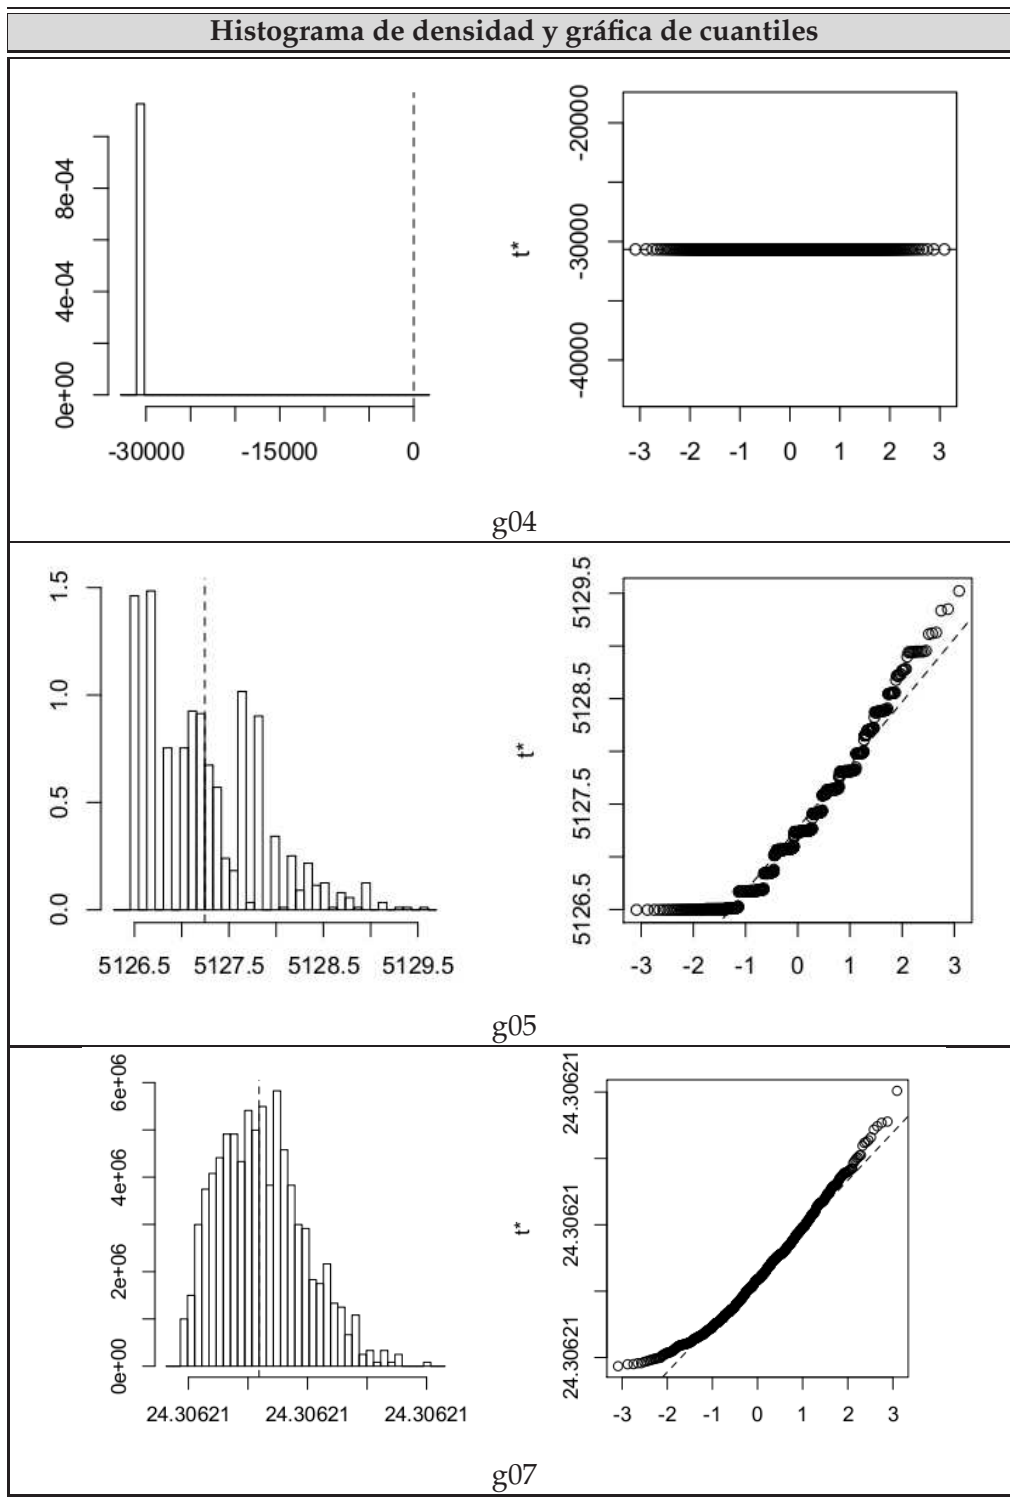 Histograma de densidad y gráfica de cuantiles
0e+00 4e-04 8e-04
-30000 -15000 0
t*
-40000 -30000 -20000
-3 -2 -1 0 1 2 3
g04
0.0 0.5 1.0 1.5
5126.5 5127.5 5128.5 5129.5
t*
5126.5 5127.5 5128.5 5129.5
-3 -2 -1 0 1 2 3
g05
0e+00 2e+06 4e+06 6e+06
24.30621 24.30621 24.30621
t*
24.30621 24.30621 24.30621
-3 -2 -1 0 1 2 3
g07